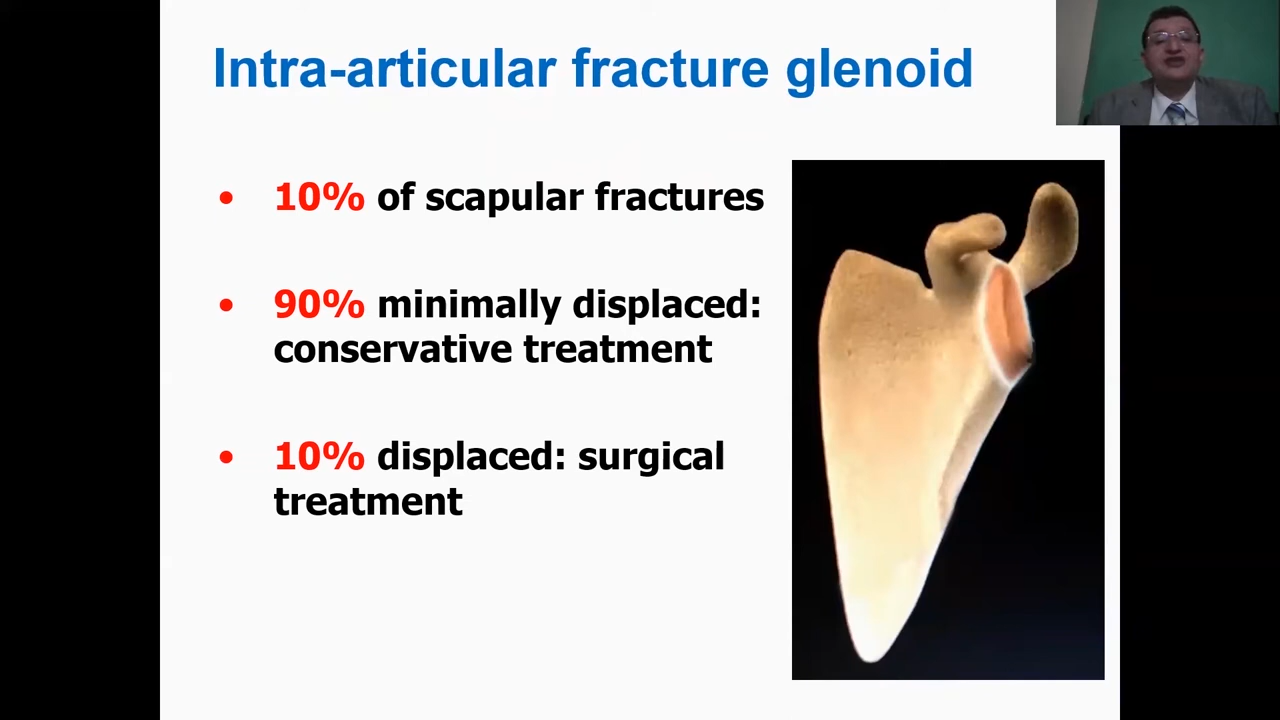 Intra-articular fracture glenoid
• 10% of scapular fractures
• 90% minimally displaced:
conservative treatment
• 10% displaced: surgical
treatment